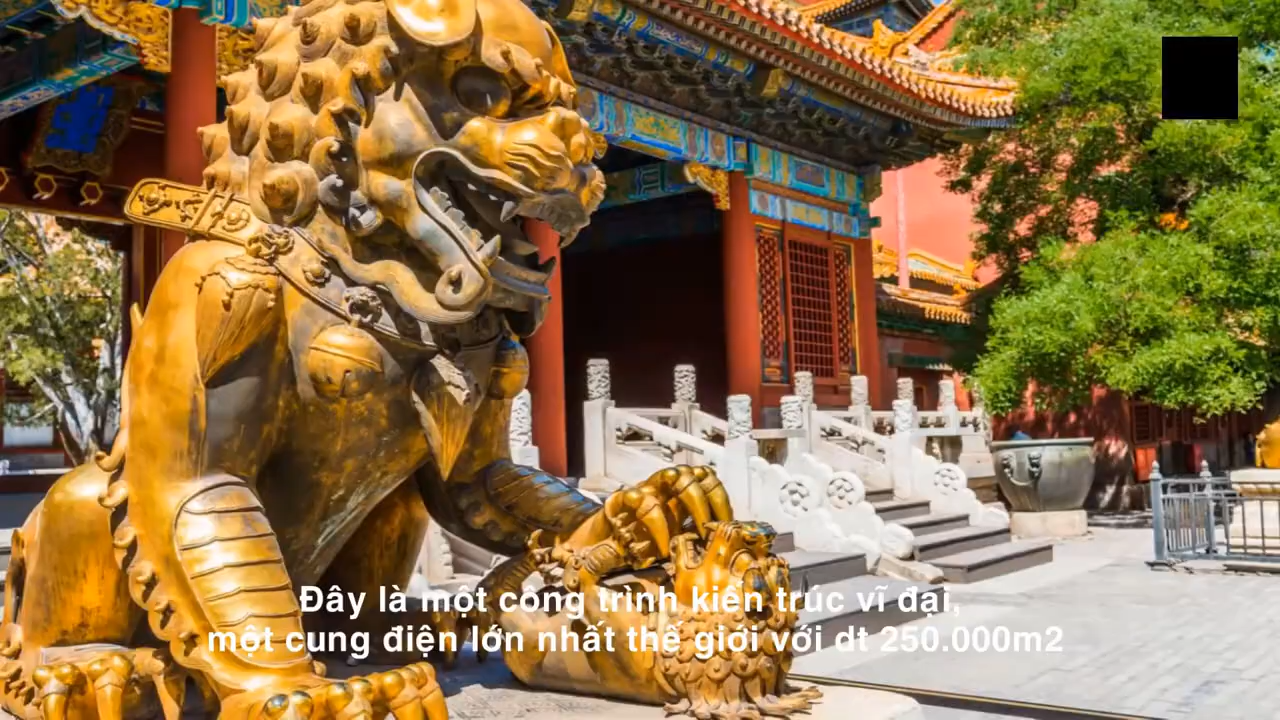 Đây là một công trình kiến trúc vĩ đại,
một cung điện lớn nhất thế giới với dt 250.000m2